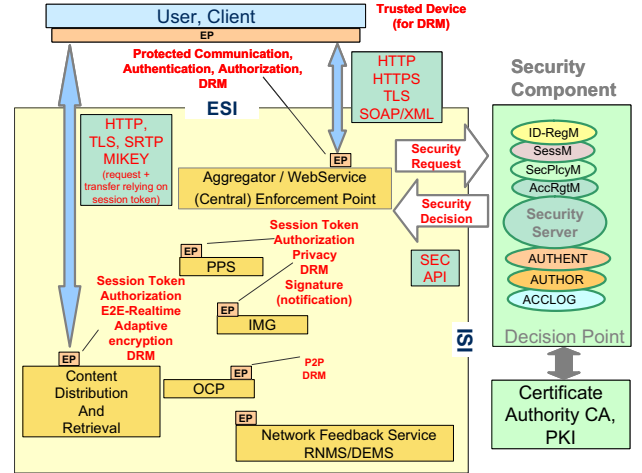 User, Client
EP
Trusted Device
(for DRM)
Protected Communication,
Authentication, Authorization,
DRM
HTTP
HTTPS
TLS
SOAP/XML
ESI
HTTP,
TLS, SRTP
MIKEY
(request +
transfer relying on
session token)
EP
Aggregator / WebService
(Central) Enforcement Point
Security
Request
Security
Decision
Security
Component
ID-RegM
SessM
SecPlcyM
AccRgtM
Security
Server
AUTHENT
AUTHOR
ACCLOG
Decision Point
Certificate
Authority CA,
PKI
SEC
API
ISI
EP
PPS
Session Token
Authorization
Privacy
DRM
Signature
(notification)
EP
IMG
Session Token
Authorization
E2E-Realtime
Adaptive
encryption
DRM
EP
Content
Distribution
And
Retrieval
EP
OCP
P2P
DRM
EP
Network Feedback Service
RNMS/DEMS